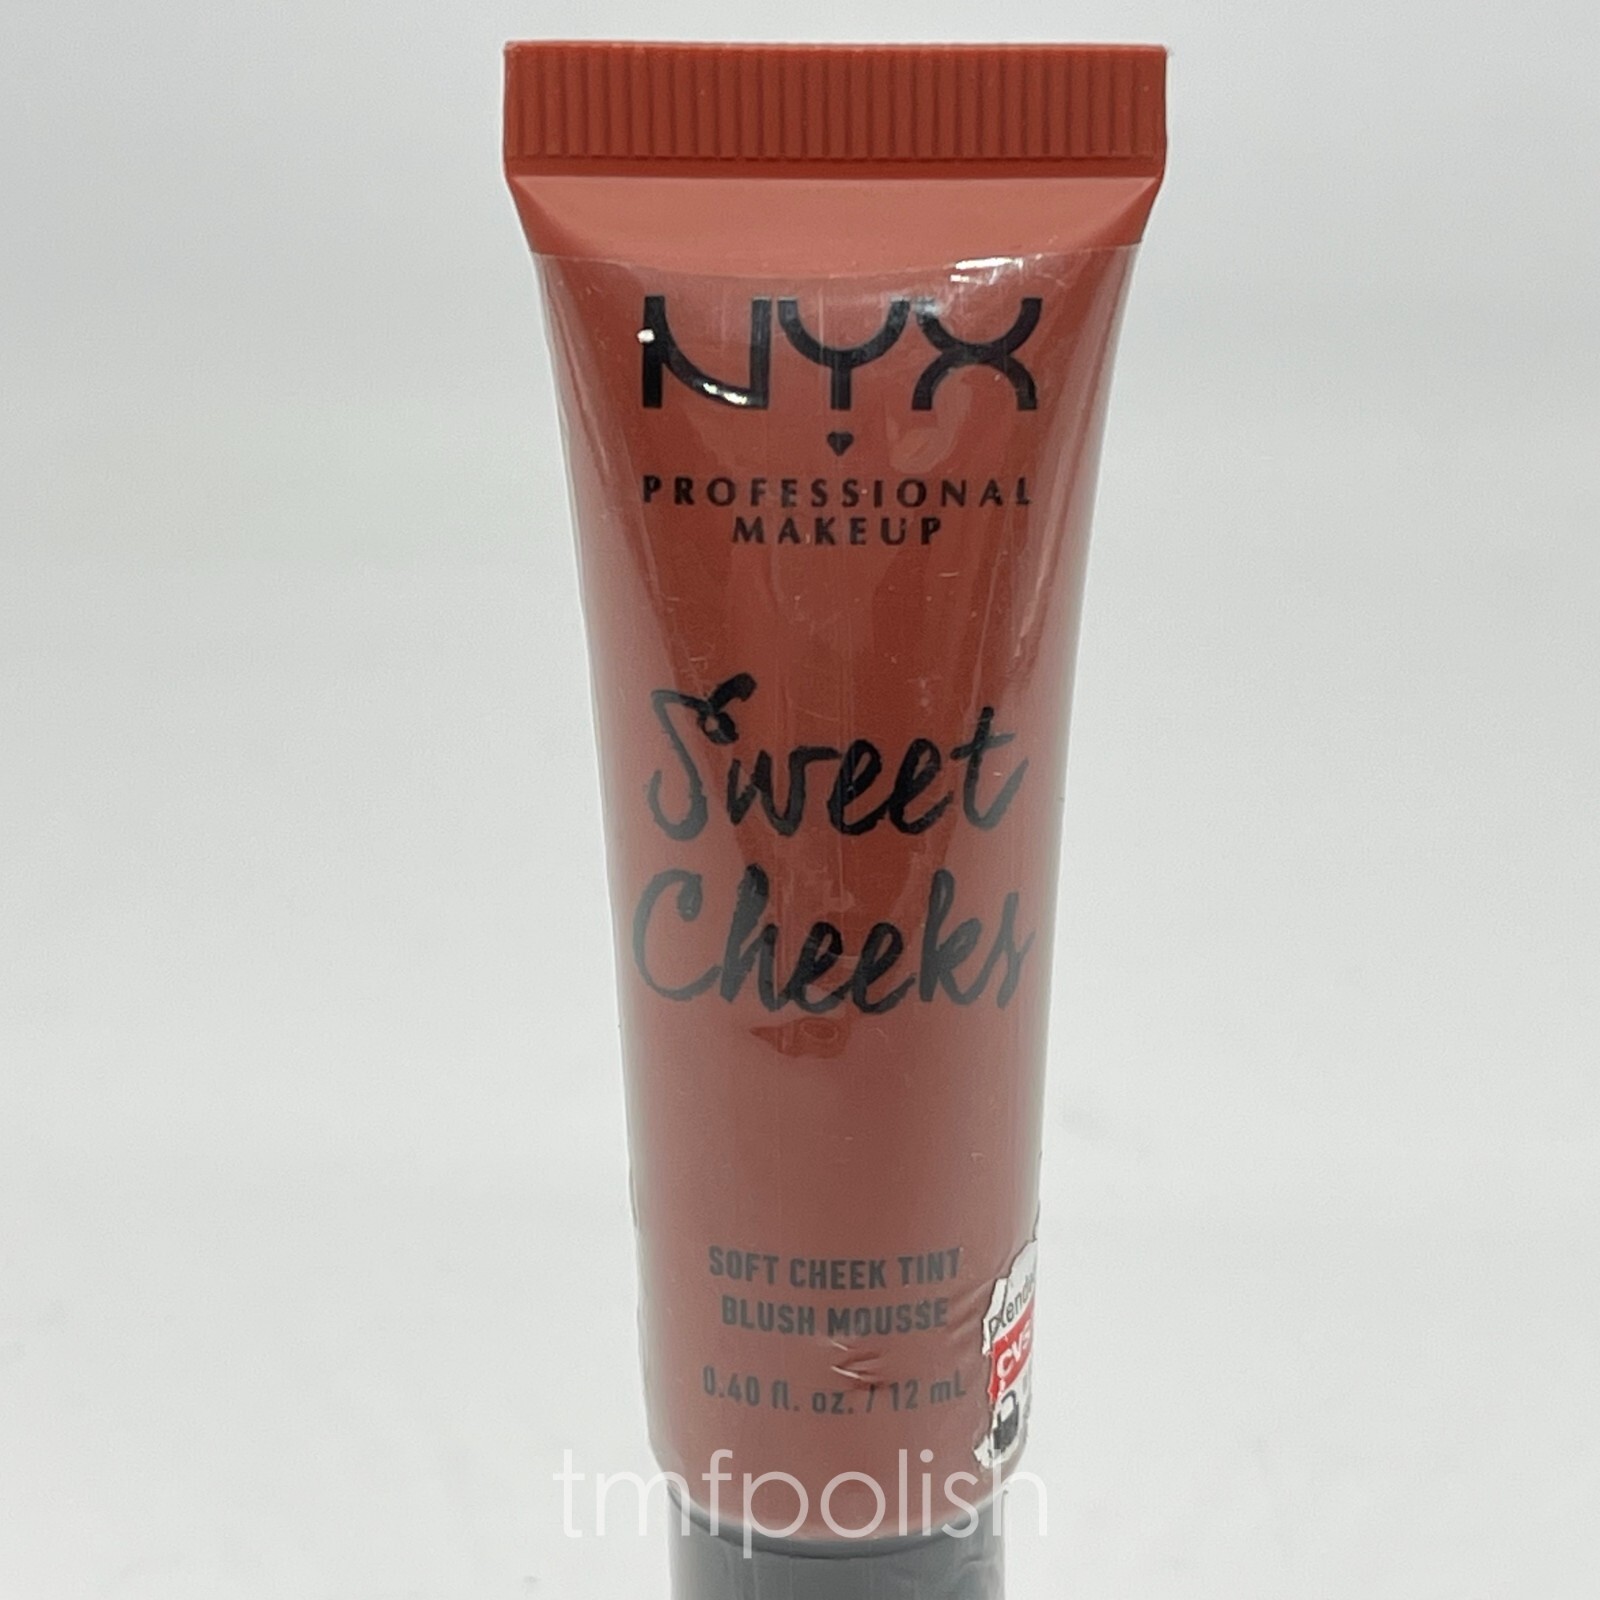 NYX
PROFESSIONAL
MAKEUP
Sweet
Cheeks
SOFT CHEEK TINT
BLUSH MOUSSE
0.40 fl. oz. / 12 mL
CVS
tmfpolish